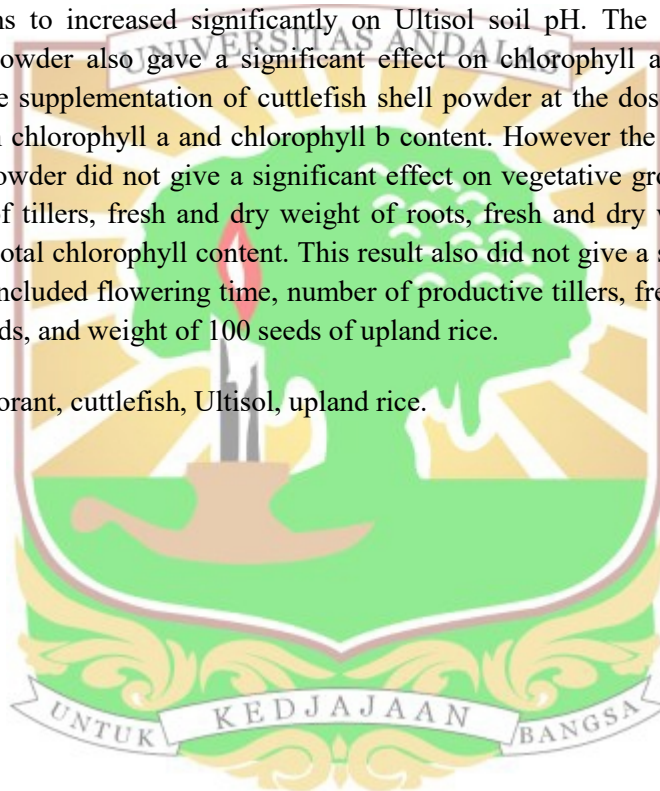 ns to increased significantly on Ultisol soil pH. The
UNIVERSITAS ANDALAS
owder also gave a significant effect on chlorophyll a
e supplementation of cuttlefish shell powder at the dos
n chlorophyll a and chlorophyll b content. However the
owder did not give a significant effect on vegetative gro
of tillers, fresh and dry weight of roots, fresh and dry
otal chlorophyll content. This result also did not give a s
ncluded flowering time, number of productive tillers, fre
ds, and weight of 100 seeds of upland rice.
orant, cuttlefish, Ultisol, upland rice.
UNTUK KEDJAJAAN BANGSA